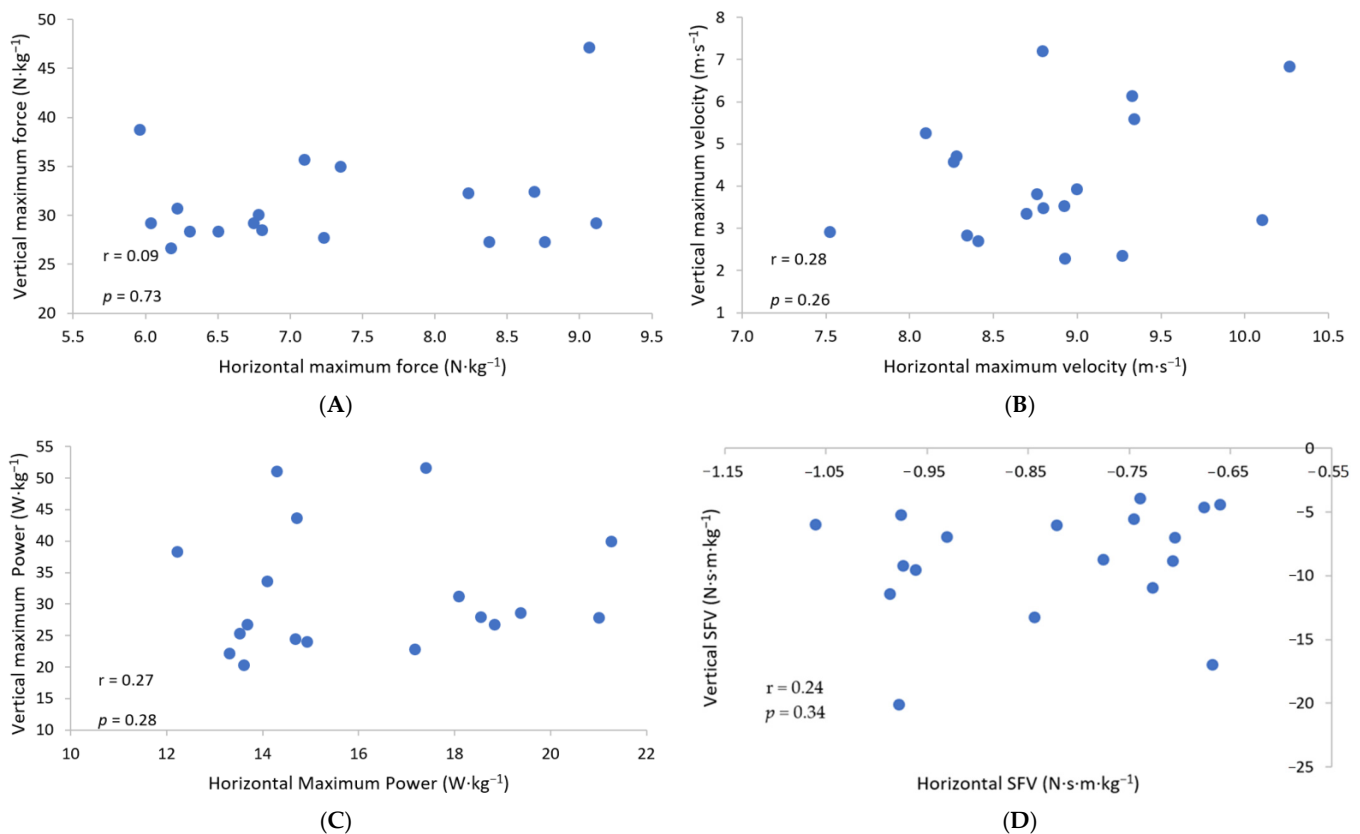 50
45
40
35
30
25
20
Vertical maximum force (N·kg⁻¹)
r = 0.09
p = 0.73
5.5 6.0 6.5 7.0 7.5 8.0 8.5 9.0 9.5
Horizontal maximum force (N·kg⁻¹)
(A)
8
7
6
5
4
3
2
1
Vertical maximum velocity (m·s⁻¹)
r = 0.28
p = 0.26
7.0 7.5 8.0 8.5 9.0 9.5 10.0 10.5
Horizontal maximum velocity (m·s⁻¹)
(B)
55
50
45
40
35
30
25
20
15
10
Vertical maximum Power (W·kg⁻¹)
r = 0.27
p = 0.28
10 12 14 16 18 20 22
Horizontal Maximum Power (W·kg⁻¹)
(C)
0
−1.15 −1.05 −0.95 −0.85 −0.75 −0.65 −0.55
−5
−10
−15
−20
−25
Vertical SFV (N·s·m·kg⁻¹)
r = 0.24
p = 0.34
Horizontal SFV (N·s·m·kg⁻¹)
(D)